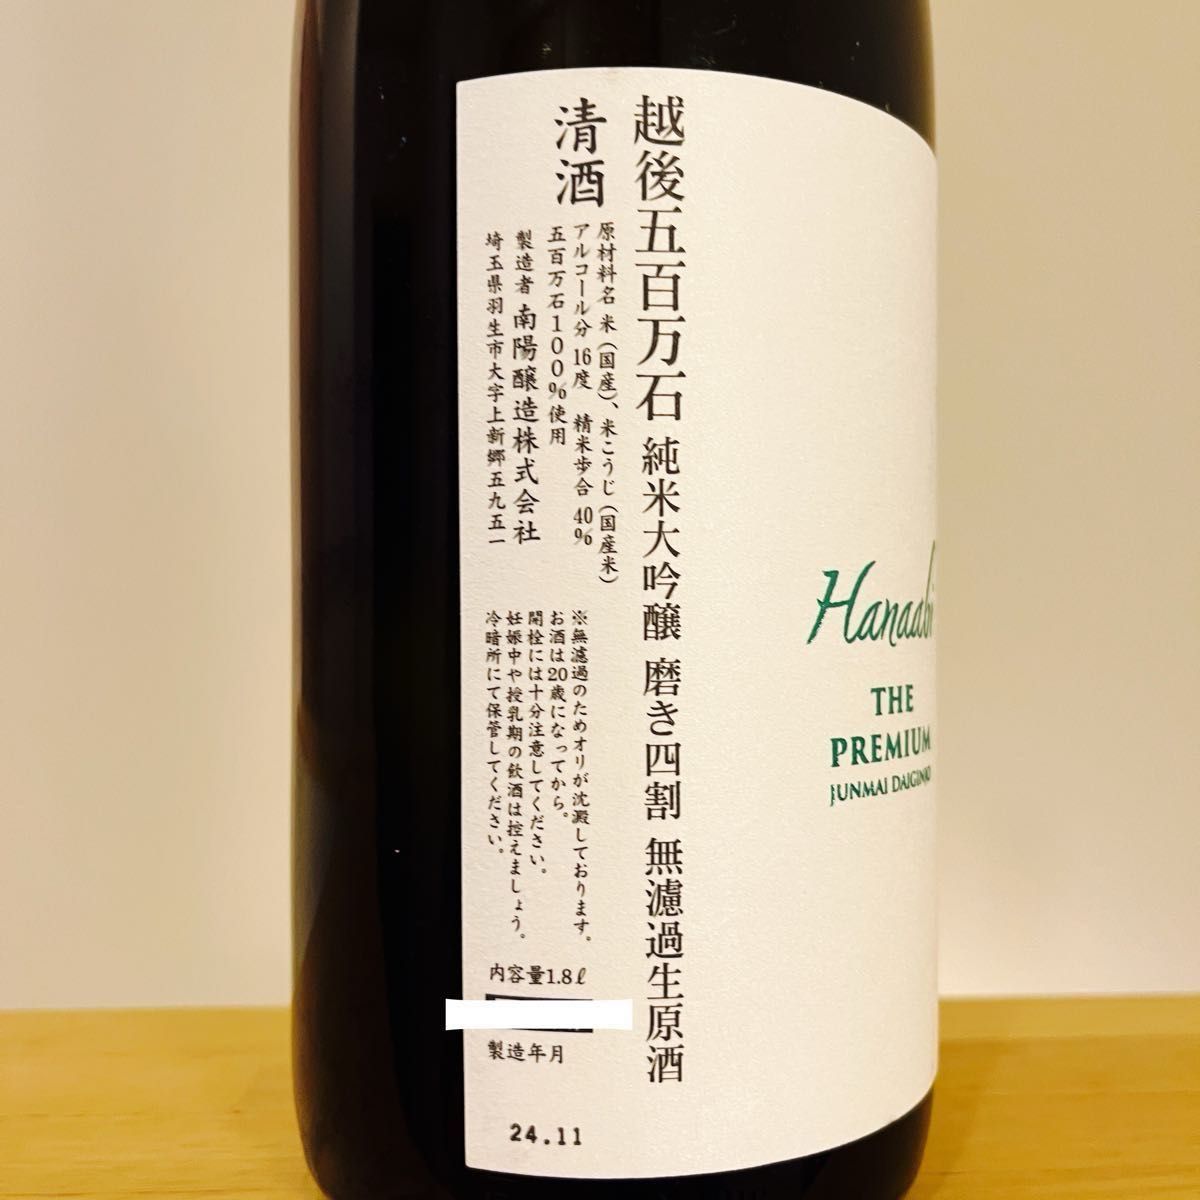 越後五百万石 純米大吟醸 磨き四割 無濾過生原酒
清酒
原材料名 米(国産)、米こうじ(国産米)
アルコール分 16度 精米歩合 40%
五百万石100%使用
製造者 南陽醸造株式会社
埼玉県羽生市大字上新郷五九五一
※無濾過のためオリが沈澱しております。
お酒は20歳になってから。
開栓には十分注意してください。
妊娠中や授乳期の飲酒は控えましょう。
冷暗所にて保管してください。
内容量1.8ℓ
製造年月
24.11
Hanaabi
THE
PREMIUM
JUNMAI DAIGINJO